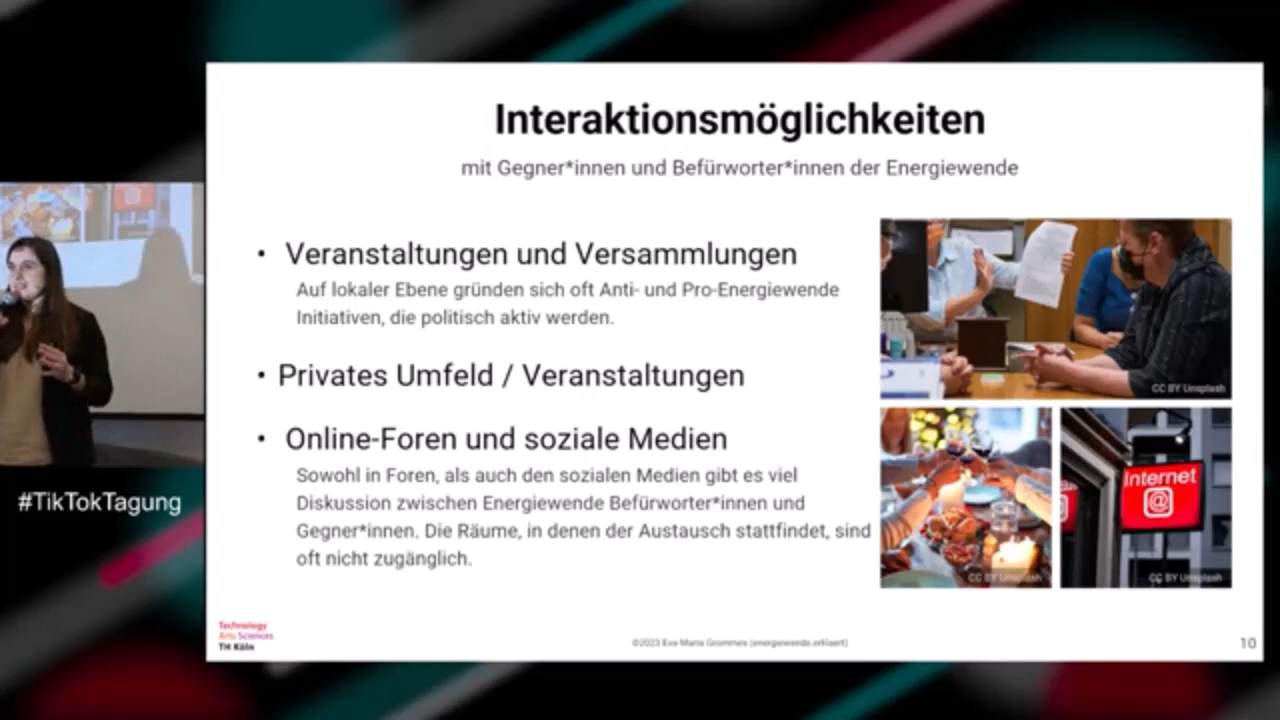 Interaktionsmöglichkeiten
mit Gegner*innen und Befürworter*innen der Energiewende
• Veranstaltungen und Versammlungen
Auf lokaler Ebene gründen sich oft Anti- und Pro-Energiewende
Initiativen, die politisch aktiv werden.
• Privates Umfeld / Veranstaltungen
• Online-Foren und soziale Medien
Sowohl in Foren, als auch den sozialen Medien gibt es viel
Diskussion zwischen Energiewende Befürworter*innen und
Gegner*innen. Die Räume, in denen der Austausch stattfindet, sind
oft nicht zugänglich.
CC BY Unsplash
CC BY Unsplash
Internet
@
CC BY Unsplash
#TikTokTagung
Technology
Arts Sciences
TH Köln
©2023 Eva-Maria Grommes (energiewende.erklaert)
10